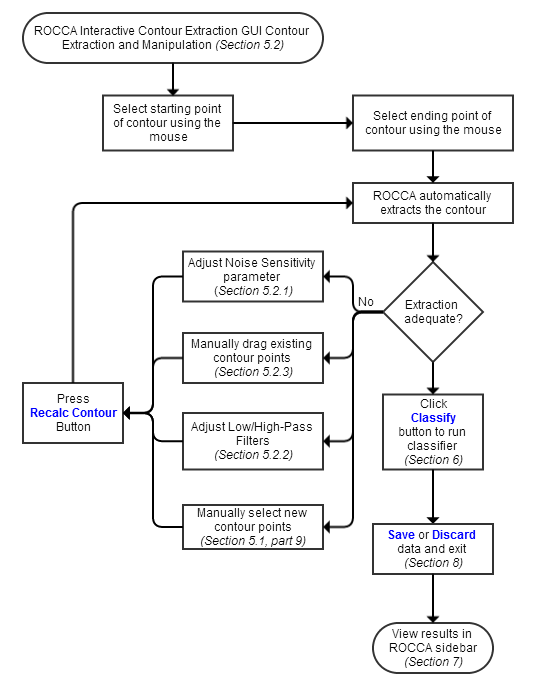 ROCCA Interactive Contour Extraction GUI Contour
Extraction and Manipulation (Section 5.2)
Select starting point
of contour using the
mouse
Select ending point of
contour using the mouse
ROCCA automatically
extracts the contour
Extraction
adequate?
No
Adjust Noise Sensitivity
parameter
(Section 5.2.1)
Manually drag existing
contour points
(Section 5.2.3)
Adjust Low/High-Pass
Filters
(Section 5.2.2)
Manually select new
contour points
(Section 5.1, part 9)
Press
Recalc Contour
Button
Click
Classify
button to run
classifier
(Section 6)
Save or Discard
data and exit
(Section 8)
View results in
ROCCA sidebar
(Section 7)